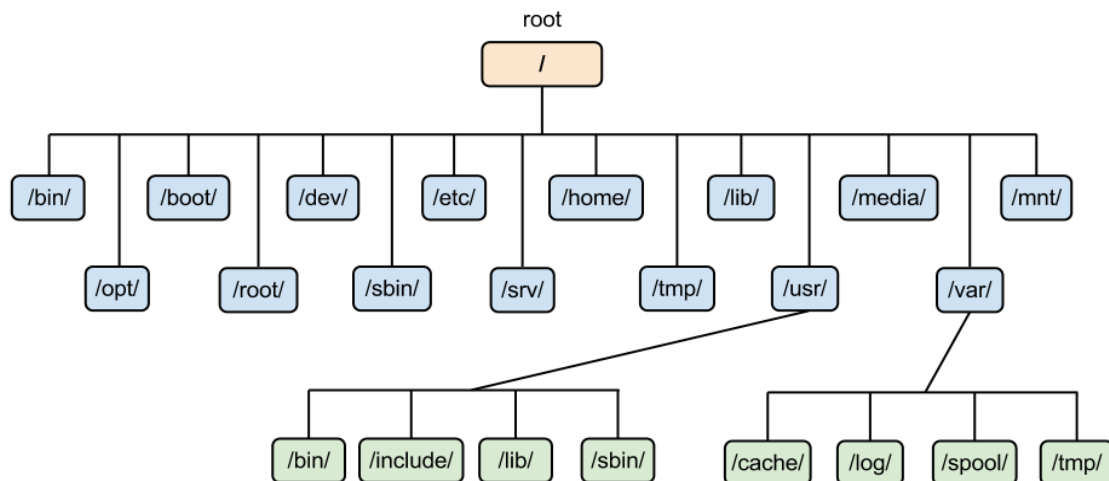 root
/
/bin/ /boot/ /dev/ /etc/ /home/ /lib/ /media/ /mnt/
/opt/ /root/ /sbin/ /srv/ /tmp/ /usr/ /var/
/bin/ /include/ /lib/ /sbin/ /cache/ /log/ /spool/ /tmp/